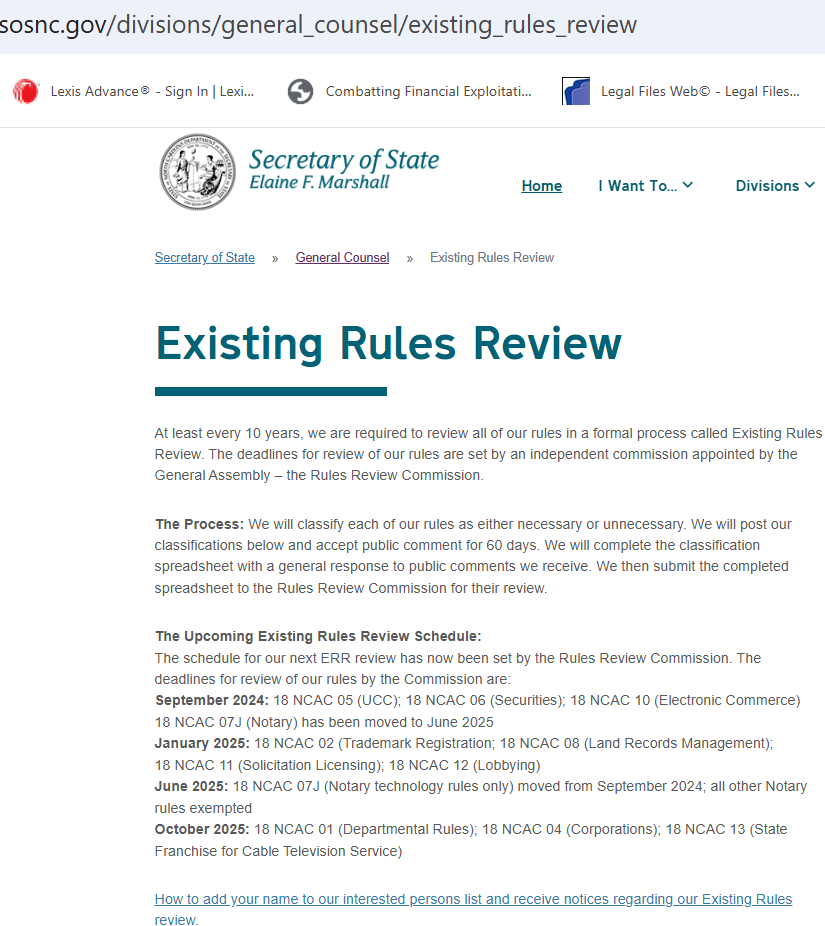 sosnc.gov/divisions/general_counsel/existing_rules_review
Lexis Advance® - Sign In | Lexi... Combatting Financial Exploitati... Legal Files Web© - Legal Files...
Secretary of State
Elaine F. Marshall
Home I Want To... Divisions
Secretary of State » General Counsel » Existing Rules Review
Existing Rules Review
At least every 10 years, we are required to review all of our rules in a formal process called Existing Rules
Review. The deadlines for review of our rules are set by an independent commission appointed by the
General Assembly – the Rules Review Commission.
The Process: We will classify each of our rules as either necessary or unnecessary. We will post our
classifications below and accept public comment for 60 days. We will complete the classification
spreadsheet with a general response to public comments we receive. We then submit the completed
spreadsheet to the Rules Review Commission for their review.
The Upcoming Existing Rules Review Schedule:
The schedule for our next ERR review has now been set by the Rules Review Commission. The
deadlines for review of our rules by the Commission are:
September 2024: 18 NCAC 05 (UCC); 18 NCAC 06 (Securities); 18 NCAC 10 (Electronic Commerce)
18 NCAC 07J (Notary) has been moved to June 2025
January 2025: 18 NCAC 02 (Trademark Registration; 18 NCAC 08 (Land Records Management);
18 NCAC 11 (Solicitation Licensing); 18 NCAC 12 (Lobbying)
June 2025: 18 NCAC 07J (Notary technology rules only) moved from September 2024; all other Notary
rules exempted
October 2025: 18 NCAC 01 (Departmental Rules); 18 NCAC 04 (Corporations); 18 NCAC 13 (State
Franchise for Cable Television Service)
How to add your name to our interested persons list and receive notices regarding our Existing Rules
review.